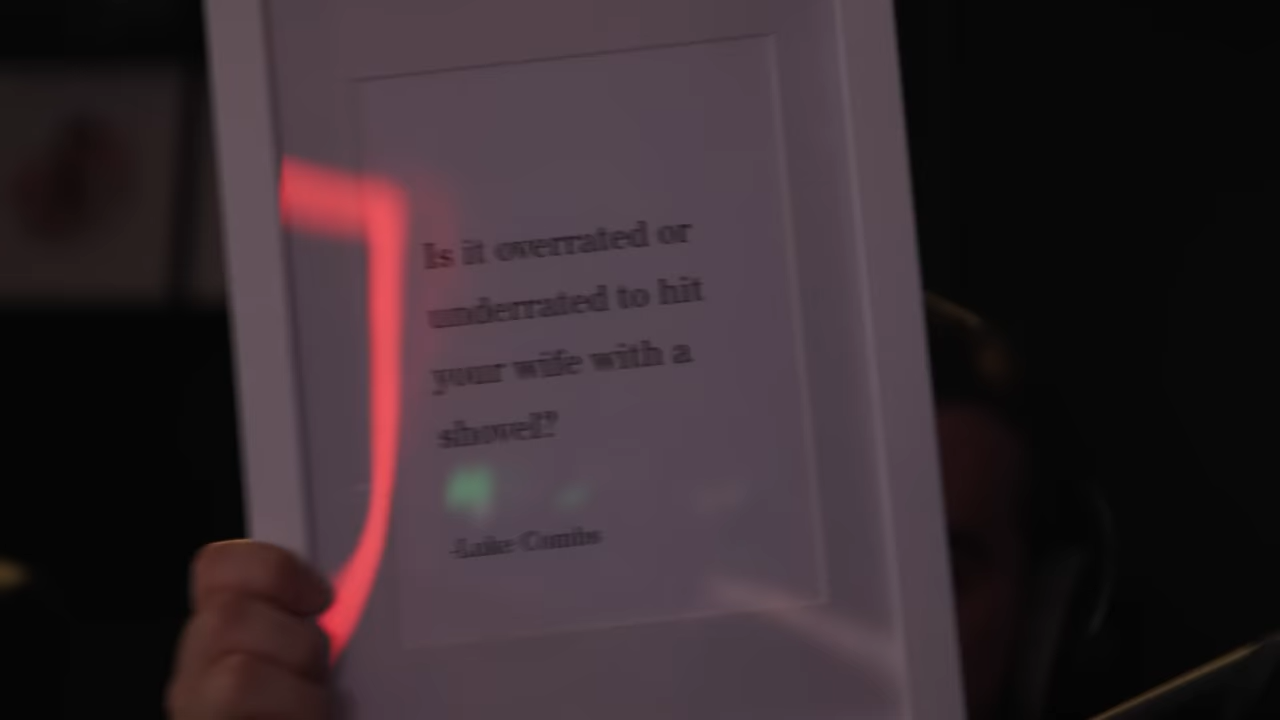 Is it overrated or
underrated to hit
your wife with a
shovel?
-Luke Combs